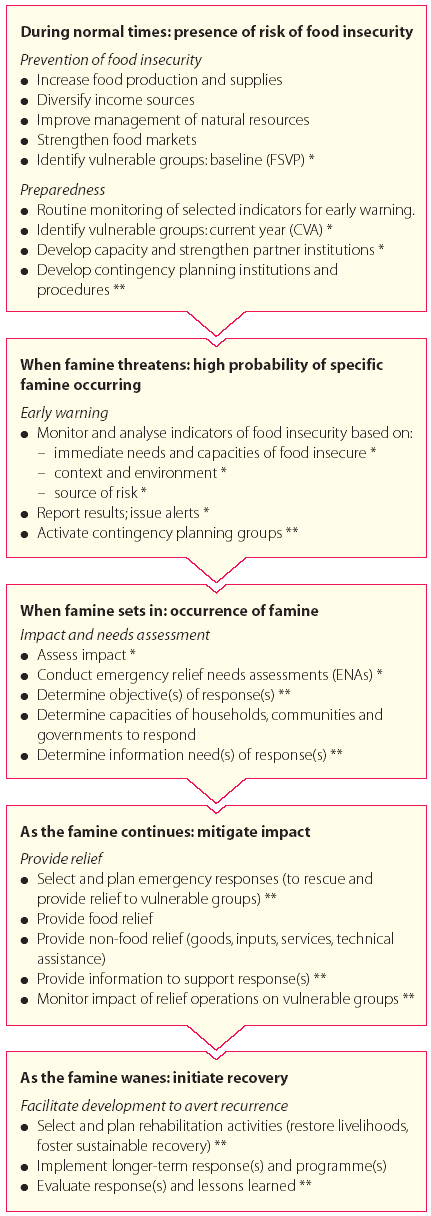 During normal times: presence of risk of food insecurity
Prevention of food insecurity
● Increase food production and supplies
● Diversify income sources
● Improve management of natural resources
● Strengthen food markets
● Identify vulnerable groups: baseline (FSVP) *
Preparedness
● Routine monitoring of selected indicators for early warning.
● Identify vulnerable groups: current year (CVA) *
● Develop capacity and strengthen partner institutions *
● Develop contingency planning institutions and
procedures **
When famine threatens: high probability of specific
famine occurring
Early warning
● Monitor and analyse indicators of food insecurity based on:
– immediate needs and capacities of food insecure *
– context and environment *
– source of risk *
● Report results; issue alerts *
● Activate contingency planning groups **
When famine sets in: occurrence of famine
Impact and needs assessment
● Assess impact *
● Conduct emergency relief needs assessments (ENAs) *
● Determine objective(s) of response(s) **
● Determine capacities of households, communities and
governments to respond
● Determine information need(s) of response(s) **
As the famine continues: mitigate impact
Provide relief
● Select and plan emergency responses (to rescue and
provide relief to vulnerable groups) **
● Provide food relief
● Provide non-food relief (goods, inputs, services, technical
assistance)
● Provide information to support response(s) **
● Monitor impact of relief operations on vulnerable groups **
As the famine wanes: initiate recovery
Facilitate development to avert recurrence
● Select and plan rehabilitation activities (restore livelihoods,
foster sustainable recovery) **
● Implement longer-term response(s) and programme(s)
● Evaluate response(s) and lessons learned **